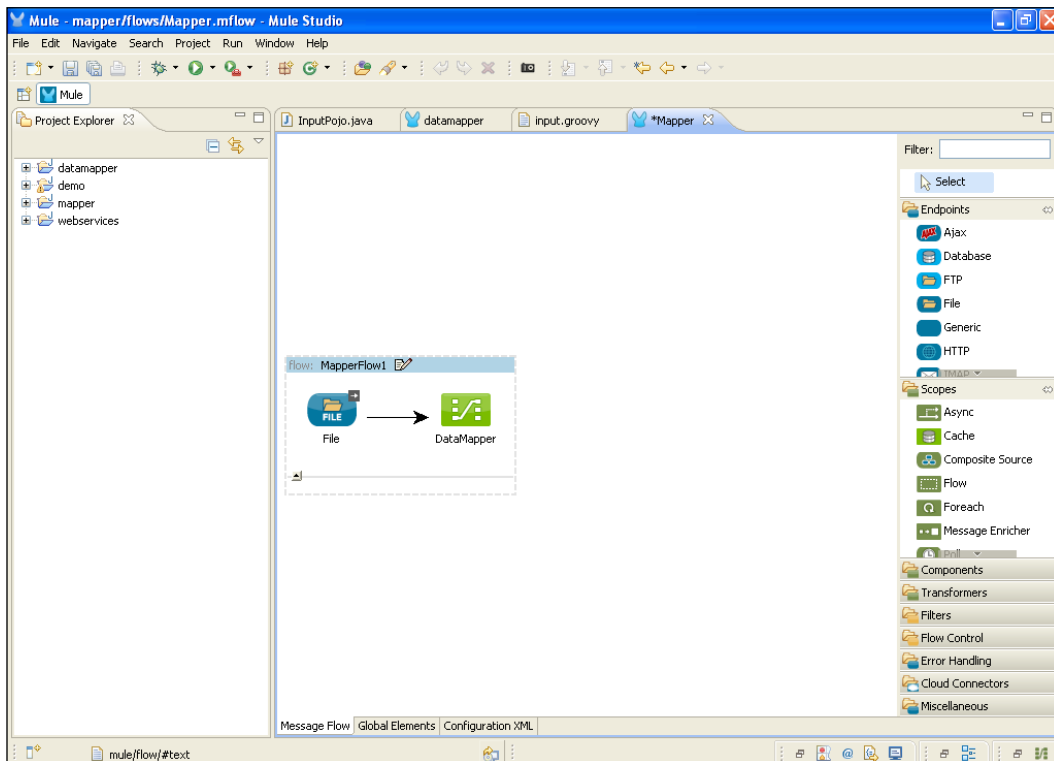 Mule - mapper/flows/Mapper.mflow - Mule Studio
File Edit Navigate Search Project Run Window Help
Mule
Project Explorer
datamapper
demo
mapper
webservices
InputPojo.java
datamapper
input.groovy
*Mapper
flow: MapperFlow1
FILE
File
DataMapper
Filter:
Select
Endpoints
AJAX
Ajax
Database
FTP
File
Generic
HTTP
IMAP
Scopes
Async
Cache
Composite Source
Flow
Foreach
Message Enricher
Poll
Components
Transformers
Filters
Flow Control
Error Handling
Cloud Connectors
Miscellaneous
Message Flow Global Elements Configuration XML
mule/flow/#text